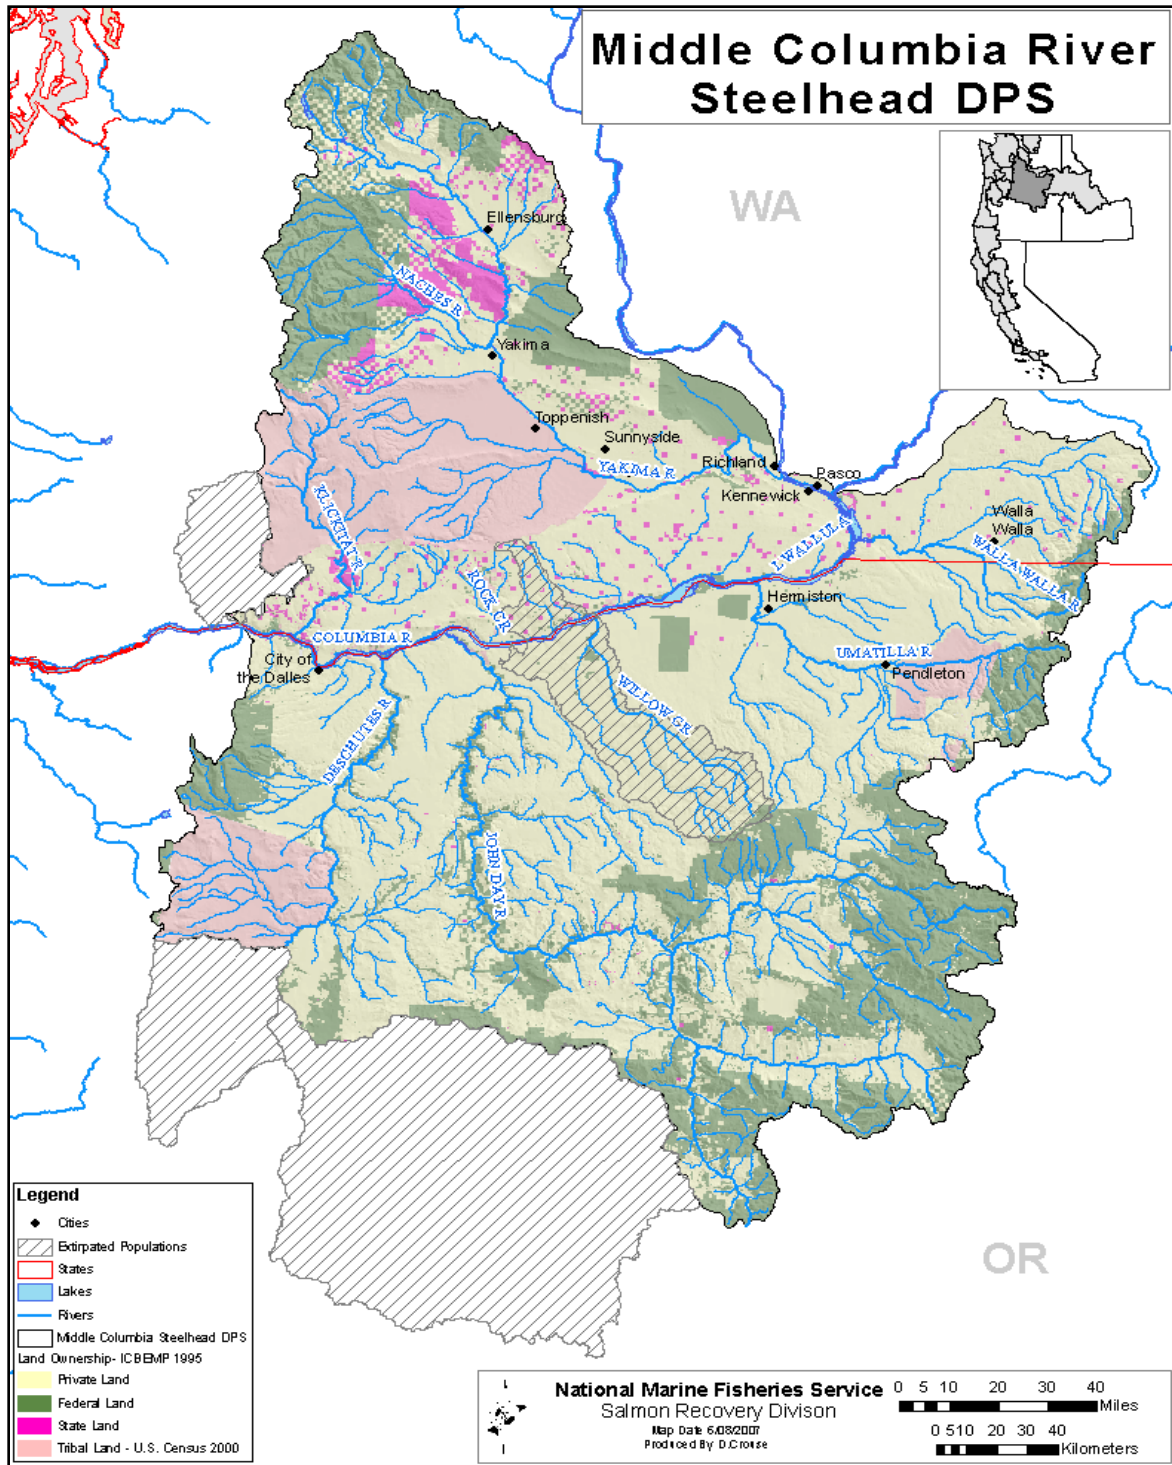 Middle Columbia River
Steelhead DPS
WA
Ellensburg
NACHES R
Yakima
Toppenish
Sunnyside
YAKIMA R
Richland
Pasco
Kennewick
KLICKITAT R
L WALLULA
Walla
Walla
WALLA WALLA R
ROCK CR
Hermiston
COLUMBIA R
UMATILLA R
City of
the Dalles
Pendleton
WILLOW CR
DESCHUTES R
JOHN DAY R
OR
Legend
Cities
Extirpated Populations
States
Lakes
Rivers
Middle Columbia Steelhead DPS
Land Ownership- ICBEMP 1995
Private Land
Federal Land
State Land
Tribal Land - U.S. Census 2000
National Marine Fisheries Service
Salmon Recovery Divison
Map Date 6/08/2007
Produced By D.Crouse
0 5 10 20 30 40
Miles
0 5 10 20 30 40
Kilometers